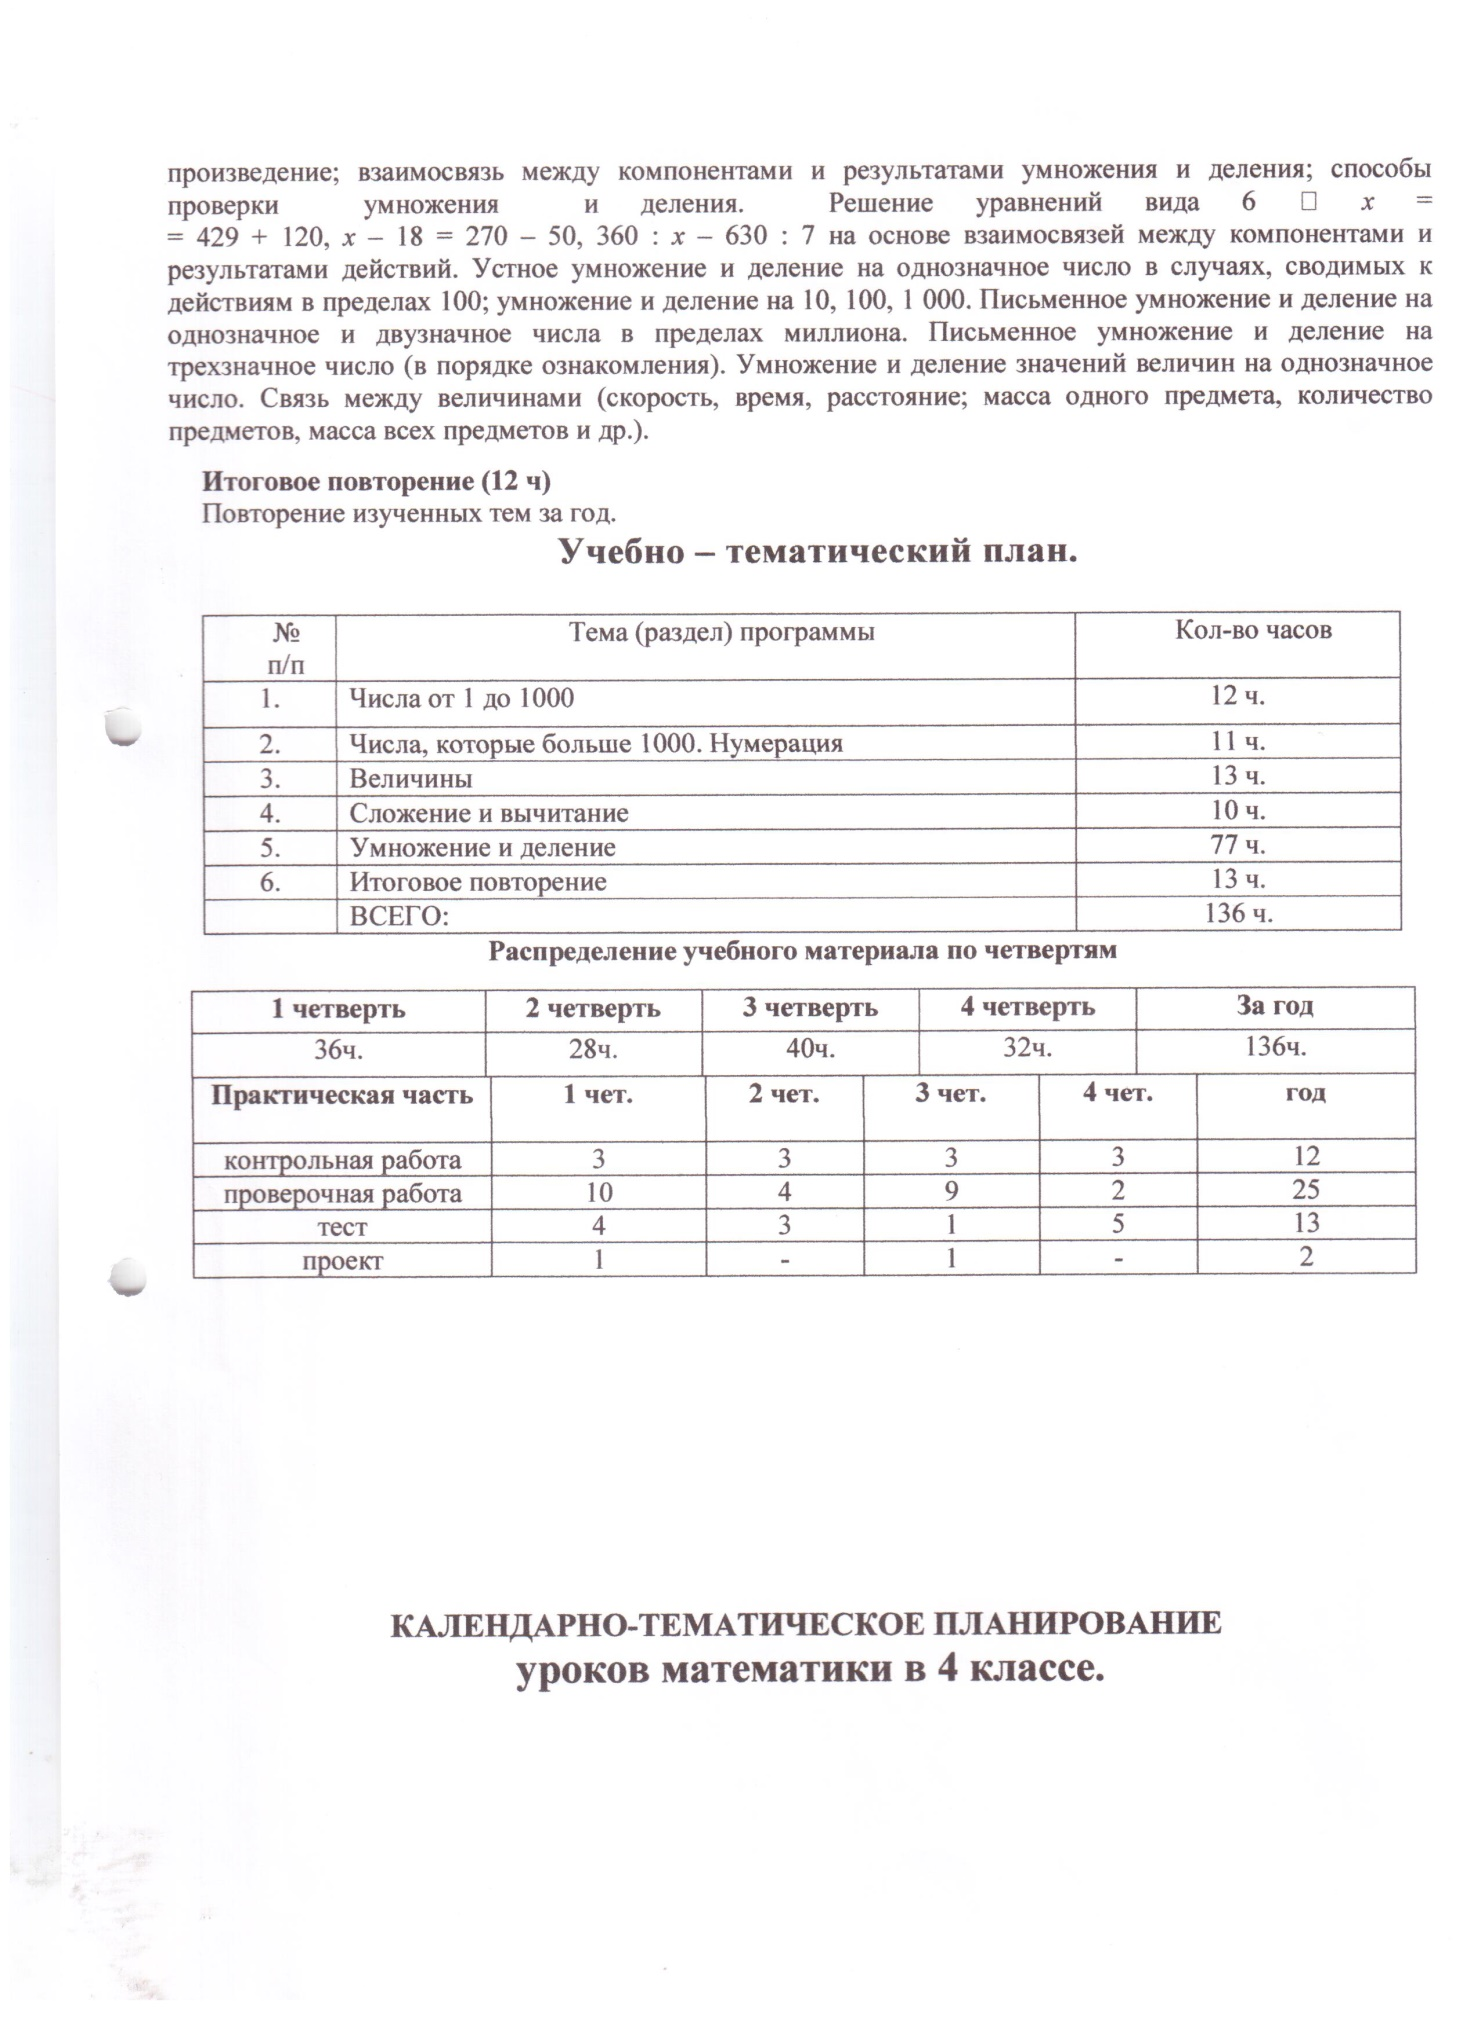 произведение; взаимосвязь между компонентами и результатами умножения и деления; способы
проверки умножения и деления. Решение уравнений вида 6 □ x =
= 429 + 120, x – 18 = 270 – 50, 360 : x – 630 : 7 на основе взаимосвязей между компонентами и
результатами действий. Устное умножение и деление на однозначное число в случаях, сводимых к
действиям в пределах 100; умножение и деление на 10, 100, 1 000. Письменное умножение и деление на
однозначное и двузначное числа в пределах миллиона. Письменное умножение и деление на
трехзначное число (в порядке ознакомления). Умножение и деление значений величин на однозначное
число. Связь между величинами (скорость, время, расстояние; масса одного предмета, количество
предметов, масса всех предметов и др.).
Итоговое повторение (12 ч)
Повторение изученных тем за год.
Учебно – тематический план.
№ п/п Тема (раздел) программы Кол-во часов
1. Числа от 1 до 1000 12 ч.
2. Числа, которые больше 1000. Нумерация 11 ч.
3. Величины 13 ч.
4. Сложение и вычитание 10 ч.
5. Умножение и деление 77 ч.
6. Итоговое повторение 13 ч.
ВСЕГО: 136 ч.
Распределение учебного материала по четвертям
1 четверть 2 четверть 3 четверть 4 четверть За год
36ч. 28ч. 40ч. 32ч. 136ч.
Практическая часть 1 чет. 2 чет. 3 чет. 4 чет. год
контрольная работа 3 3 3 3 12
проверочная работа 10 4 9 2 25
тест 4 3 1 5 13
проект 1 - 1 - 2
КАЛЕНДАРНО-ТЕМАТИЧЕСКОЕ ПЛАНИРОВАНИЕ
уроков математики в 4 классе.